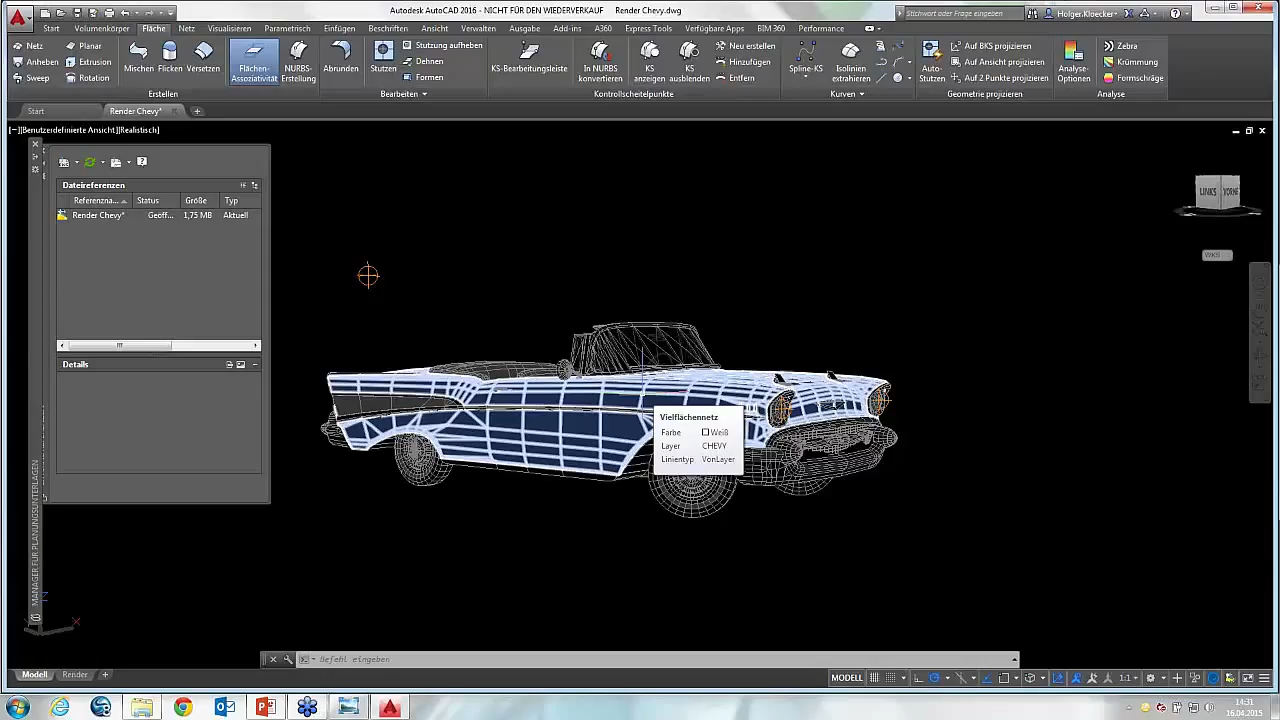 Autodesk AutoCAD 2016 - NICHT FÜR DEN WIEDERVERKAUF Render Chevy.dwg
Stichwort oder Frage eingeben
Holger.Kloecker
Start Volumenkörper Fläche Netz Visualisieren Parametrisch Einfügen Beschriften Ansicht Verwalten Ausgabe Add-ins A360 Express Tools Verfügbare Apps BIM 360 Performance
Netz Planar
Anheben Extrusion
Sweep Rotation
Mischen Flicken Versetzen
Flächen-Assoziativität
NURBS-Erstellung
Abrunden
Stutzen
Stutzung aufheben
Dehnen
Formen
KS-Bearbeitungsleiste
In NURBS konvertieren
KS anzeigen
KS ausblenden
Neu erstellen
Hinzufügen
Entfern
Spline-KS
Isolinien extrahieren
Auto-Stutzen
Auf BKS projizieren
Auf Ansicht projizieren
Auf 2 Punkte projizieren
Analyse-Optionen
Zebra
Krümmung
Formschräge
Erstellen Bearbeiten Kontrollscheitelpunkte Kurven Geometrie projizieren Analyse
Start Render Chevy*
[−][Benutzerdefinierte Ansicht][Realistisch]
Dateireferenzen
Referenzna... Status Größe Typ
Render Chevy* Geöff... 1,75 MB Aktuell
Details
MANAGER FÜR PLANUNGSUNTERLAGEN
LINKS VORNE
WKS
Vielflächennetz
Farbe Weiß
Layer CHEVY
Linientyp VonLayer
Z
X
Befehl eingeben
Modell Render +
MODELL 1:1
14:31
16.04.2015